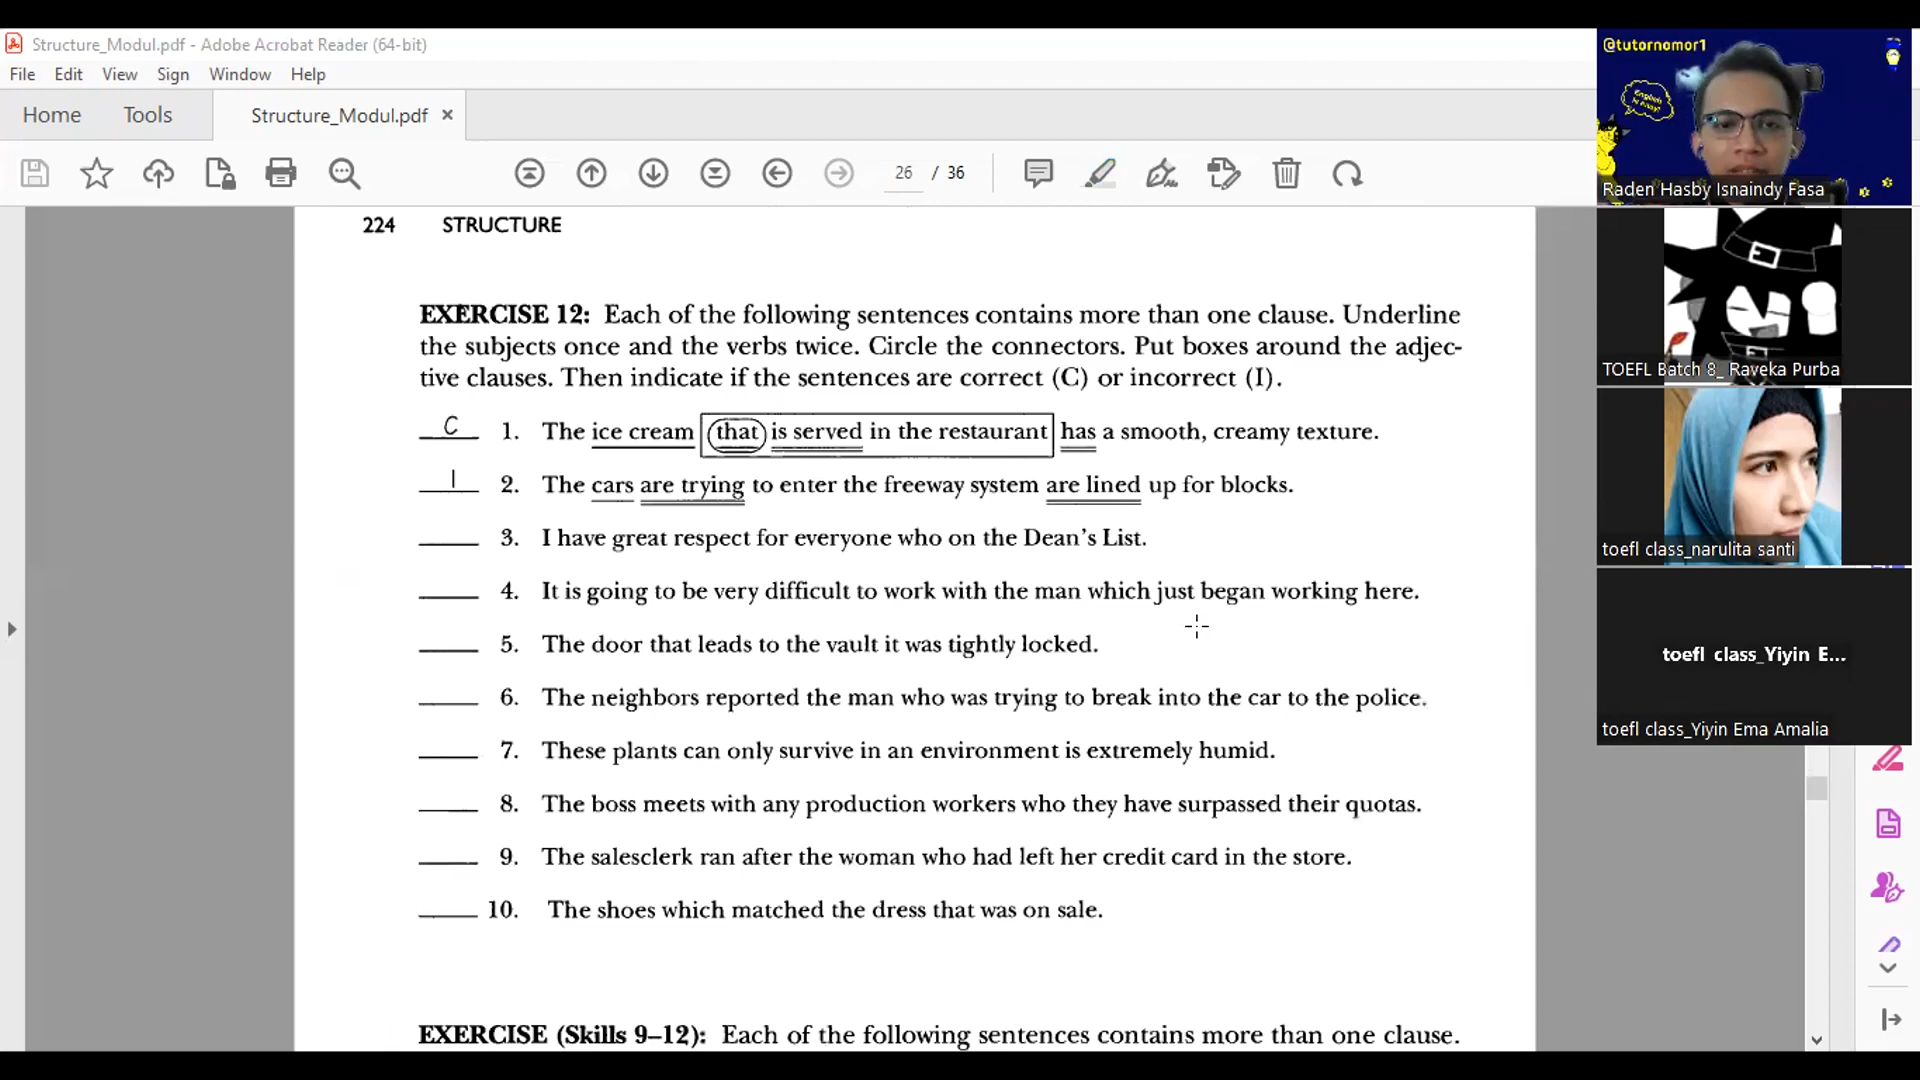 Structure_Modul.pdf - Adobe Acrobat Reader (64-bit)
File Edit View Sign Window Help
Home Tools Structure_Modul.pdf ×
26 / 36
224 STRUCTURE
EXERCISE 12: Each of the following sentences contains more than one clause. Underline
the subjects once and the verbs twice. Circle the connectors. Put boxes around the adjec-
tive clauses. Then indicate if the sentences are correct (C) or incorrect (I).
C 1. The ice cream that is served in the restaurant has a smooth, creamy texture.
I 2. The cars are trying to enter the freeway system are lined up for blocks.
3. I have great respect for everyone who on the Dean's List.
4. It is going to be very difficult to work with the man which just began working here.
5. The door that leads to the vault it was tightly locked.
6. The neighbors reported the man who was trying to break into the car to the police.
7. These plants can only survive in an environment is extremely humid.
8. The boss meets with any production workers who they have surpassed their quotas.
9. The salesclerk ran after the woman who had left her credit card in the store.
10. The shoes which matched the dress that was on sale.
EXERCISE (Skills 9–12): Each of the following sentences contains more than one clause.
@tutornomor1
English is easy!
Raden Hasby Isnaindy Fasa
TOEFL Batch 8_ Raveka Purba
toefl class_narulita santi
toefl class_Yiyin E...
toefl class_Yiyin Ema Amalia